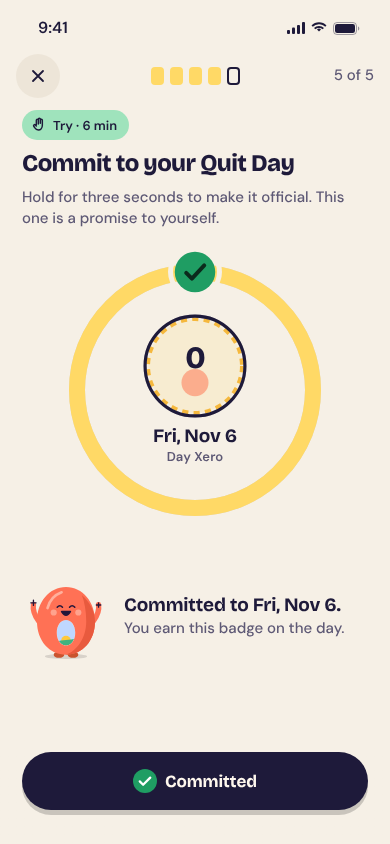 9:41
5 of 5
Try · 6 min
Commit to your Quit Day
Hold for three seconds to make it official. This
one is a promise to yourself.
0
Fri, Nov 6
Day Xero
Committed to Fri, Nov 6.
You earn this badge on the day.
Committed